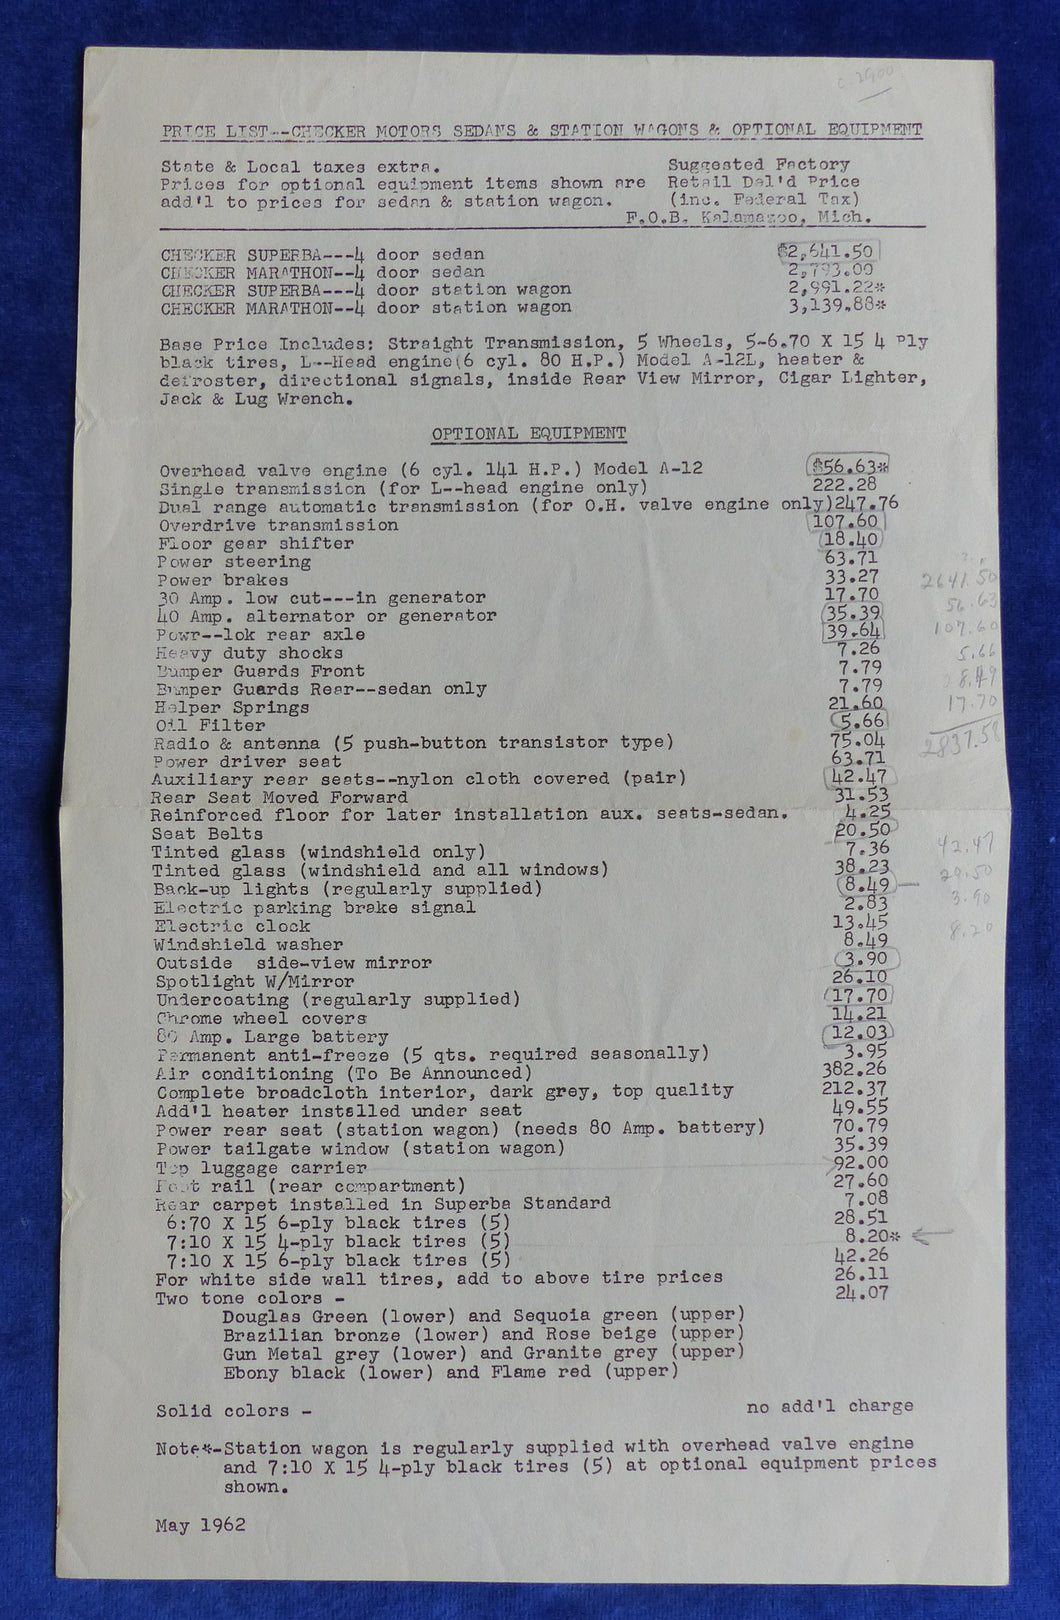 c 2900
PRICE LIST--CHECKER MOTORS SEDANS & STATION WAGONS & OPTIONAL EQUIPMENT
State & Local taxes extra. Suggested Factory
Prices for optional equipment items shown are Retail Del'd Price
add'l to prices for sedan & station wagon. (inc. Federal Tax)
F.O.B. Kalamazoo, Mich.
CHECKER SUPERBA---4 door sedan $2,641.50
CHECKER MARATHON--4 door sedan 2,793.00
CHECKER SUPERBA---4 door station wagon 2,991.22*
CHECKER MARATHON--4 door station wagon 3,139.88*
Base Price Includes: Straight Transmission, 5 Wheels, 5-6.70 X 15 4 Ply
black tires, L--Head engine(6 cyl. 80 H.P.) Model A-12L, heater &
defroster, directional signals, inside Rear View Mirror, Cigar Lighter,
Jack & Lug Wrench.
OPTIONAL EQUIPMENT
Overhead valve engine (6 cyl. 141 H.P.) Model A-12 $56.63*
Single transmission (for L--head engine only) 222.28
Dual range automatic transmission (for O.H. valve engine only)247.76
Overdrive transmission 107.60
Floor gear shifter 18.40
Power steering 63.71
Power brakes 33.27 2641.50
30 Amp. low cut---in generator 17.70 56.63
40 Amp. alternator or generator 35.39 107.60
Powr--lok rear axle 39.64
Heavy duty shocks 7.26 5.66
Bumper Guards Front 7.79 8.49
Bumper Guards Rear--sedan only 7.79 17.70
Helper Springs 21.60
Oil Filter 5.66 2837.58
Radio & antenna (5 push-button transistor type) 75.04
Power driver seat 63.71
Auxiliary rear seats--nylon cloth covered (pair) 42.47
Rear Seat Moved Forward 31.53
Reinforced floor for later installation aux. seats-sedan. 4.25
Seat Belts 20.50
Tinted glass (windshield only) 7.36 42.47
Tinted glass (windshield and all windows) 38.23
Back-up lights (regularly supplied) 8.49 3.90
Electric parking brake signal 2.83
Electric clock 13.45 8.20
Windshield washer 8.49
Outside side-view mirror 3.90
Spotlight W/Mirror 26.10
Undercoating (regularly supplied) 17.70
Chrome wheel covers 14.21
80 Amp. Large battery 12.03
Permanent anti-freeze (5 qts. required seasonally) 3.95
Air conditioning (To Be Announced) 382.26
Complete broadcloth interior, dark grey, top quality 212.37
Add'l heater installed under seat 49.55
Power rear seat (station wagon) (needs 80 Amp. battery) 70.79
Power tailgate window (station wagon) 35.39
Top luggage carrier 92.00
Foot rail (rear compartment) 27.60
Rear carpet installed in Superba Standard 7.08
6:70 X 15 6-ply black tires (5) 28.51
7:10 X 15 4-ply black tires (5) 8.20*
7:10 X 15 6-ply black tires (5) 42.26
For white side wall tires, add to above tire prices 26.11
Two tone colors - 24.07
Douglas Green (lower) and Sequoia green (upper)
Brazilian bronze (lower) and Rose beige (upper)
Gun Metal grey (lower) and Granite grey (upper)
Ebony black (lower) and Flame red (upper)
Solid colors - no add'l charge
Note*-Station wagon is regularly supplied with overhead valve engine
and 7:10 X 15 4-ply black tires (5) at optional equipment prices
shown.
May 1962